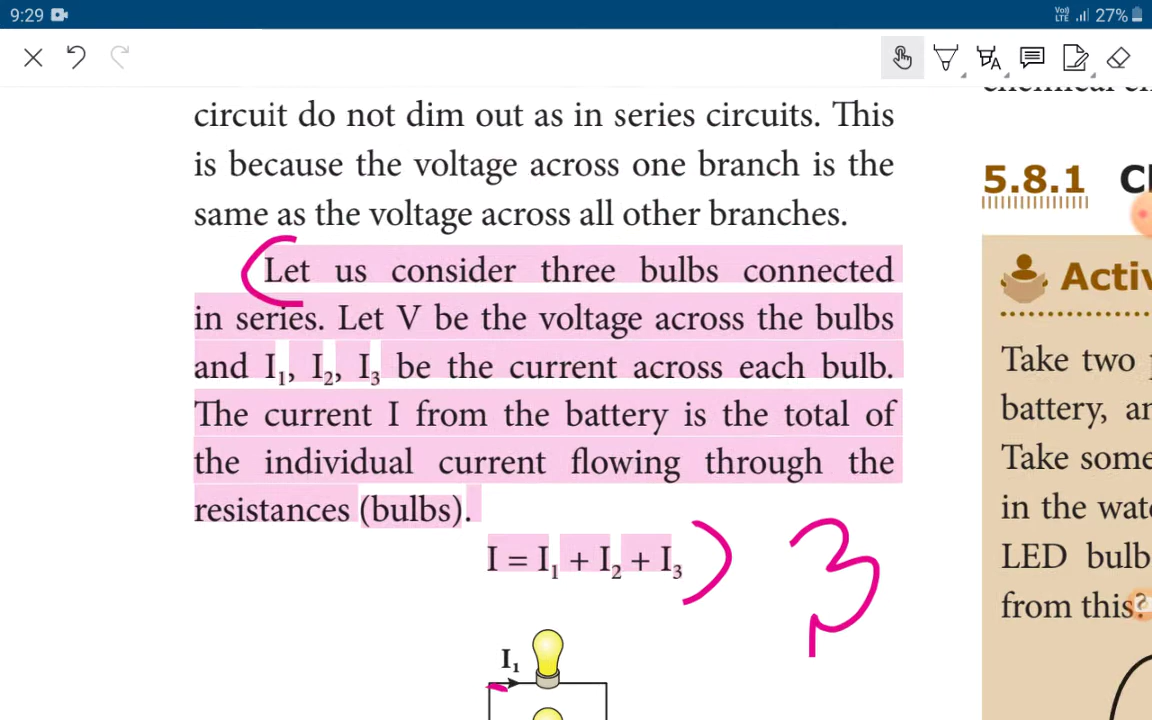 9:29
Vo)
LTE
27%
circuit do not dim out as in series circuits. This
is because the voltage across one branch is the
same as the voltage across all other branches.
Let us consider three bulbs connected
in series. Let V be the voltage across the bulbs
and I₁, I₂, I₃ be the current across each bulb.
The current I from the battery is the total of
the individual current flowing through the
resistances (bulbs).
I = I₁ + I₂ + I₃
3
I₁
5.8.1
Activ
Take two
battery, an
Take some
in the wate
LED bulb
from this?